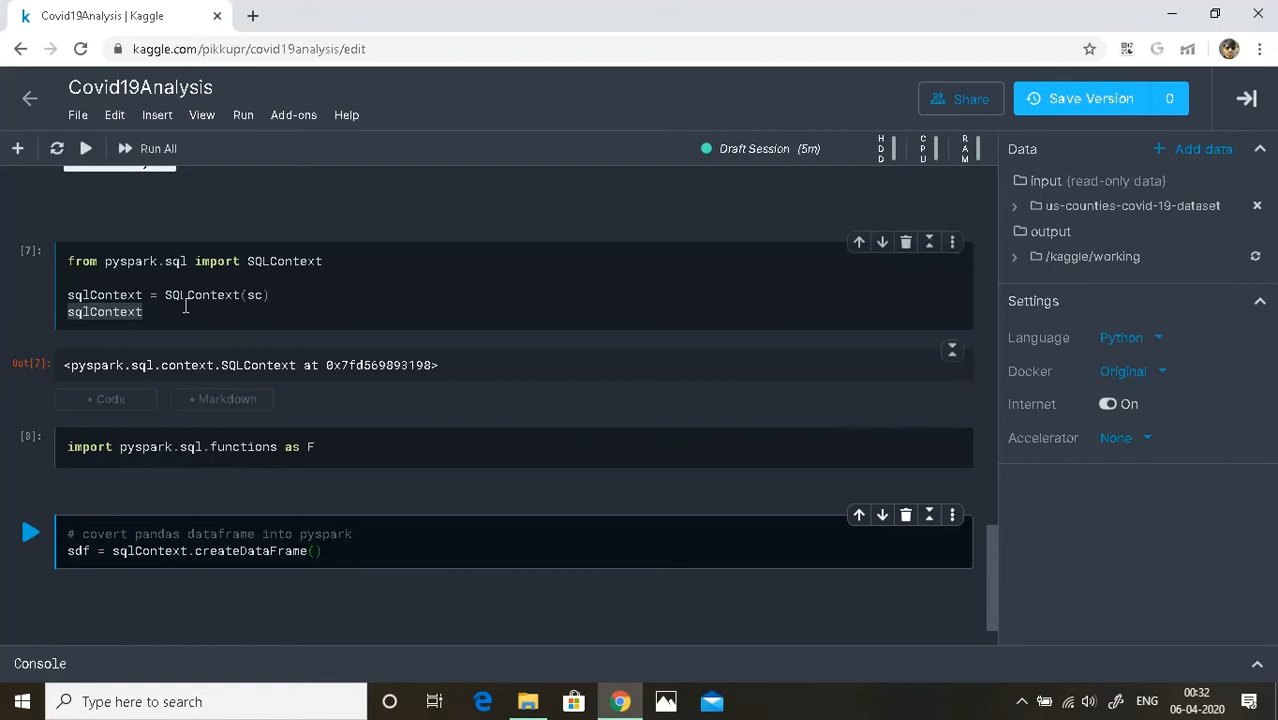 Covid19Analysis | Kaggle
kaggle.com/pikkupr/covid19analysis/edit
Covid19Analysis
File Edit Insert View Run Add-ons Help
Share
Save Version 0
Run All
Draft Session (5m)
HDD
CPU
RAM
Data
+ Add data
input (read-only data)
us-counties-covid-19-dataset
output
/kaggle/working
Settings
Language Python
Docker Original
Internet On
Accelerator None
[7]:
from pyspark.sql import SQLContext
sqlContext = SQLContext(sc)
sqlContext
Out[7]:
<pyspark.sql.context.SQLContext at 0x7fd569893198>
+ Code + Markdown
[8]:
import pyspark.sql.functions as F
# covert pandas dataframe into pyspark
sdf = sqlContext.createDataFrame()
Console
Type here to search
ENG
00:32
06-04-2020